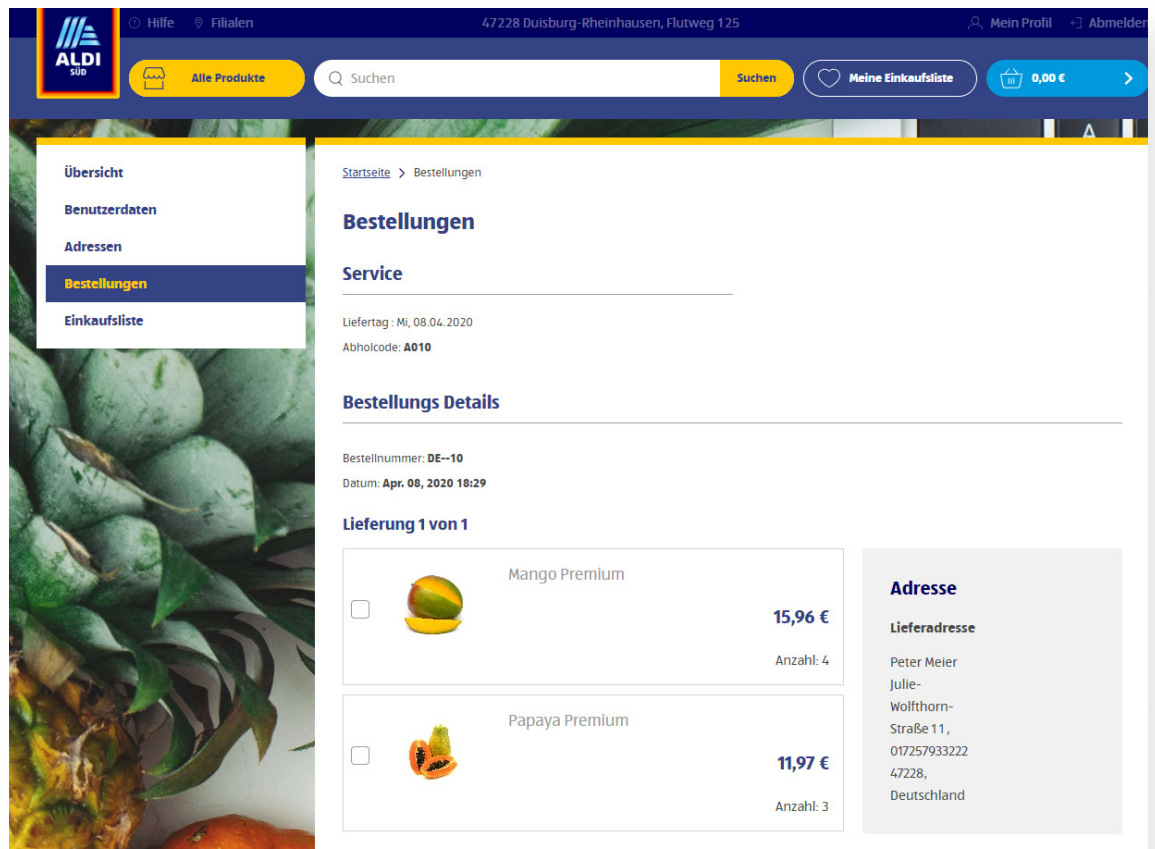 Hilfe Filialen 47228 Duisburg-Rheinhausen, Flutweg 125 Mein Profil Abmelden
ALDI
SÜD
Alle Produkte Suchen Suchen Meine Einkaufsliste 0,00 €
A
Übersicht
Benutzerdaten
Adressen
Bestellungen
Einkaufsliste
Startseite > Bestellungen
Bestellungen
Service
Liefertag : Mi, 08.04.2020
Abholcode: A010
Bestellungs Details
Bestellnummer: DE--10
Datum: Apr. 08, 2020 18:29
Lieferung 1 von 1
Mango Premium
15,96 €
Anzahl: 4
Papaya Premium
11,97 €
Anzahl: 3
Adresse
Lieferadresse
Peter Meier
Julie-
Wolfthorn-
Straße 11 ,
017257933222
47228,
Deutschland